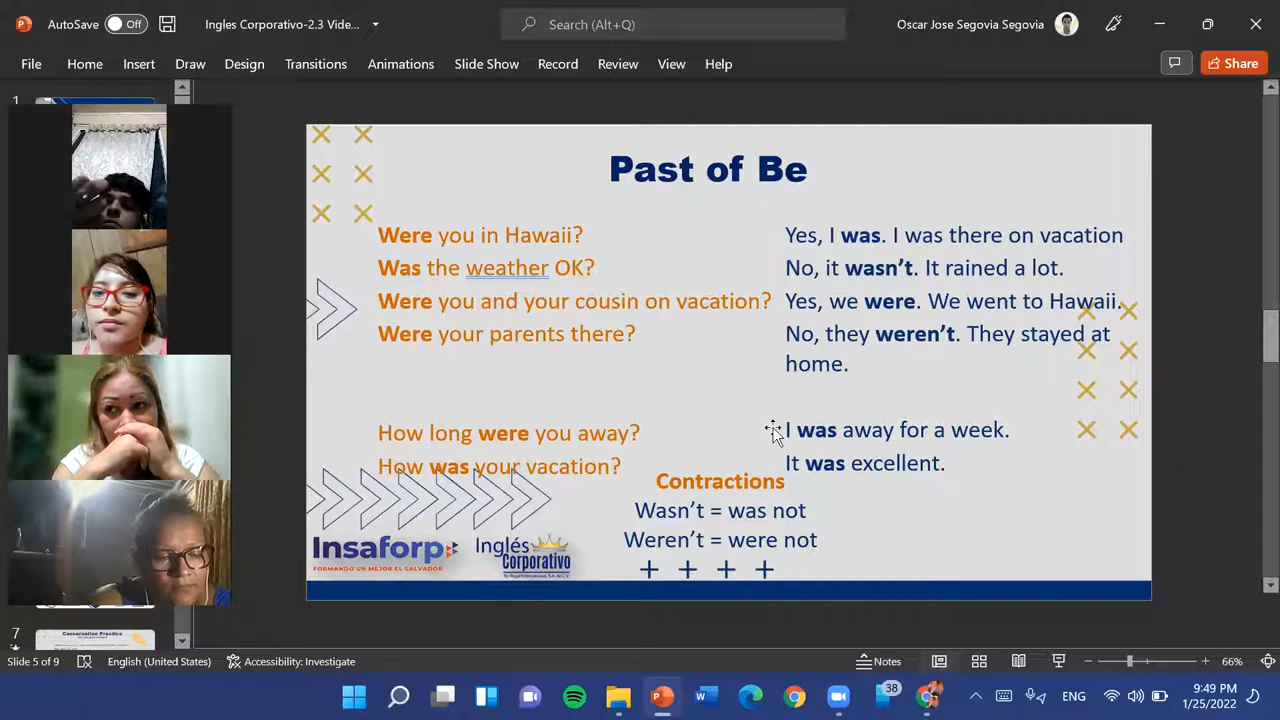 AutoSave Off Ingles Corporativo-2.3 Vide... Search (Alt+Q) Oscar Jose Segovia Segovia
File Home Insert Draw Design Transitions Animations Slide Show Record Review View Help Share
1
Past of Be
Were you in Hawaii? Yes, I was. I was there on vacation
Was the weather OK? No, it wasn't. It rained a lot.
Were you and your cousin on vacation? Yes, we were. We went to Hawaii.
Were your parents there? No, they weren't. They stayed at
home.
How long were you away? I was away for a week.
How was your vacation? It was excellent.
Contractions
Wasn't = was not
Weren't = were not
+ + + +
Insaforp
FORMANDO UN MEJOR EL SALVADOR
Inglés
Corporativo
7
Conversation Practice
Slide 5 of 9 English (United States) Accessibility: Investigate Notes 66%
38
ENG
9:49 PM
1/25/2022